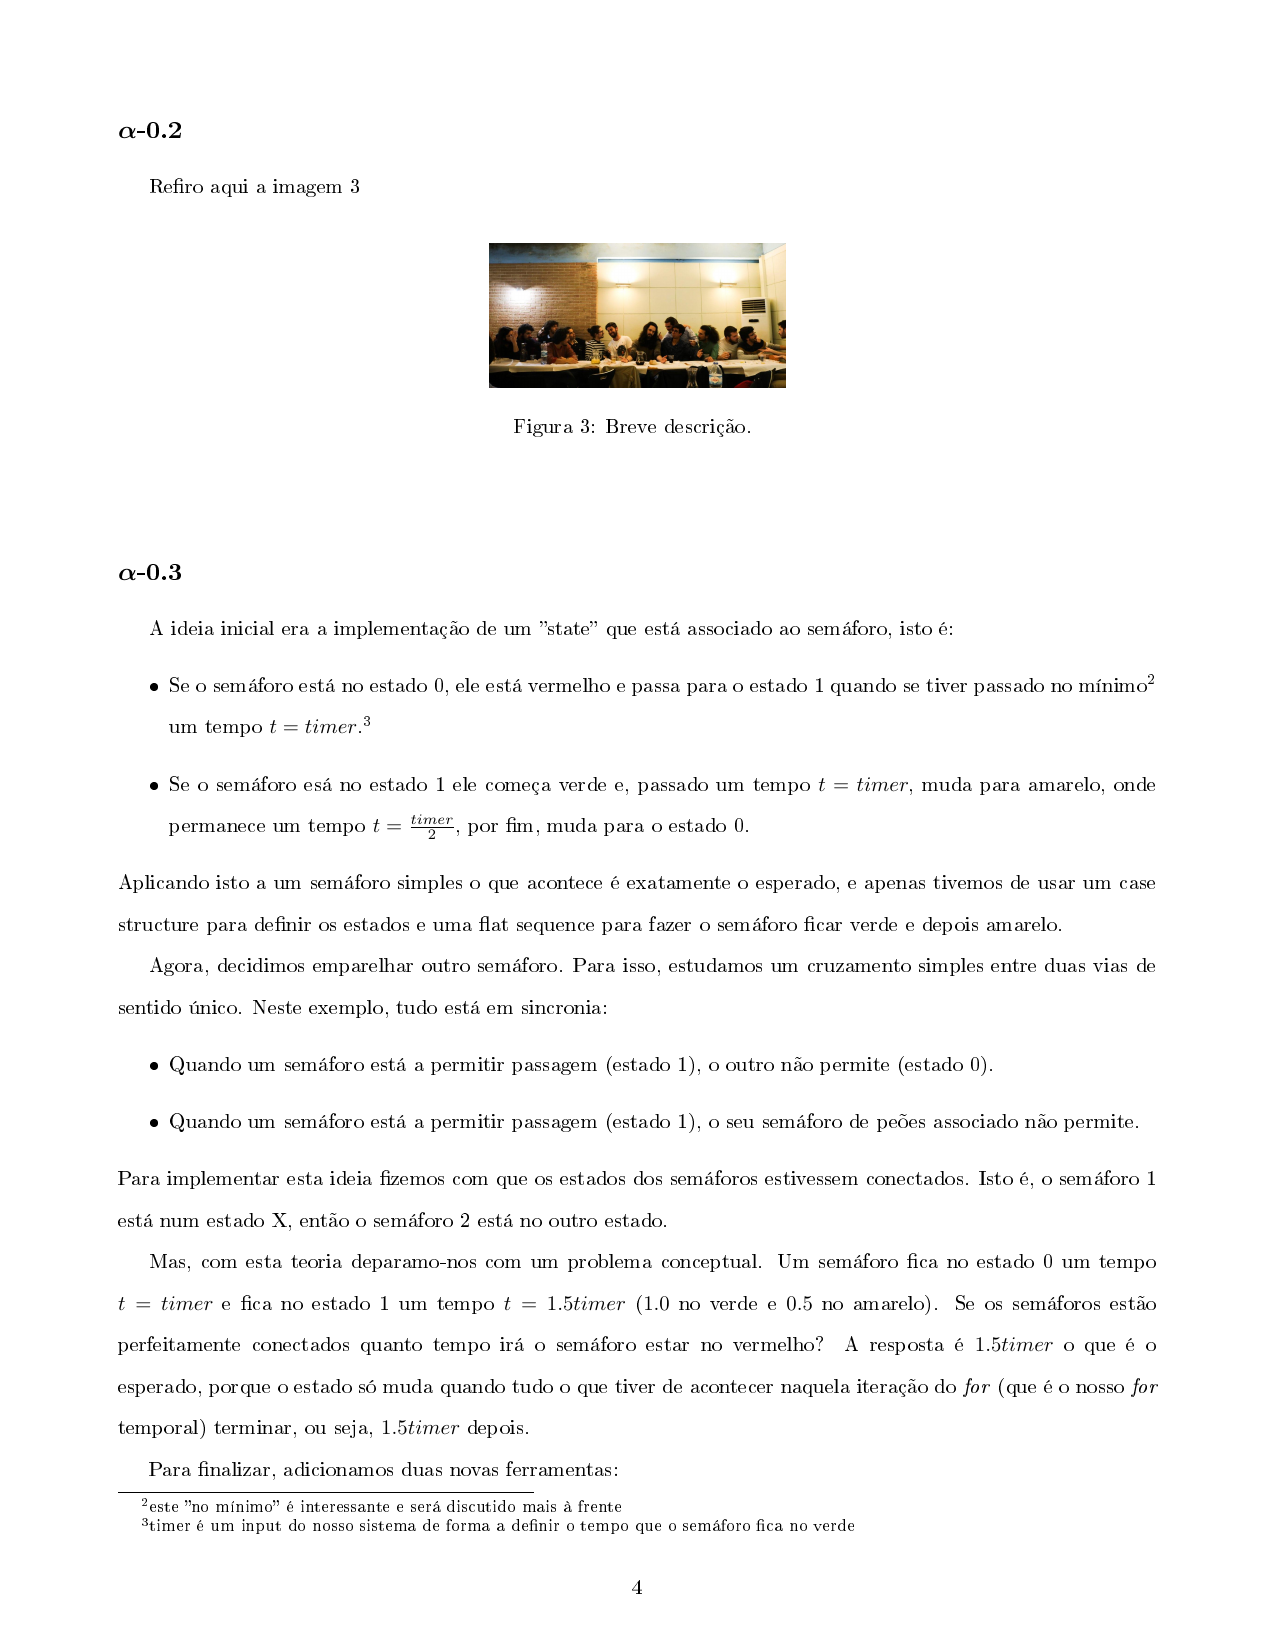 α-0.2
Refiro aqui a imagem 3
Figura 3: Breve descrição.
α-0.3
A ideia inicial era a implementação de um ”state” que está associado ao semáforo, isto é:
• Se o semáforo está no estado 0, ele está vermelho e passa para o estado 1 quando se tiver passado no mínimo²
um tempo t = timer.³
• Se o semáforo esá no estado 1 ele começa verde e, passado um tempo t = timer, muda para amarelo, onde
permanece um tempo t = timer/2, por fim, muda para o estado 0.
Aplicando isto a um semáforo simples o que acontece é exatamente o esperado, e apenas tivemos de usar um case
structure para definir os estados e uma flat sequence para fazer o semáforo ficar verde e depois amarelo.
Agora, decidimos emparelhar outro semáforo. Para isso, estudamos um cruzamento simples entre duas vias de
sentido único. Neste exemplo, tudo está em sincronia:
• Quando um semáforo está a permitir passagem (estado 1), o outro não permite (estado 0).
• Quando um semáforo está a permitir passagem (estado 1), o seu semáforo de peões associado não permite.
Para implementar esta ideia fizemos com que os estados dos semáforos estivessem conectados. Isto é, o semáforo 1
está num estado X, então o semáforo 2 está no outro estado.
Mas, com esta teoria deparamo-nos com um problema conceptual. Um semáforo fica no estado 0 um tempo
t = timer e fica no estado 1 um tempo t = 1.5timer (1.0 no verde e 0.5 no amarelo). Se os semáforos estão
perfeitamente conectados quanto tempo irá o semáforo estar no vermelho? A resposta é 1.5timer o que é o
esperado, porque o estado só muda quando tudo o que tiver de acontecer naquela iteração do for (que é o nosso for
temporal) terminar, ou seja, 1.5timer depois.
Para finalizar, adicionamos duas novas ferramentas:
²este ”no mínimo” é interessante e será discutido mais à frente
³timer é um input do nosso sistema de forma a definir o tempo que o semáforo fica no verde
4